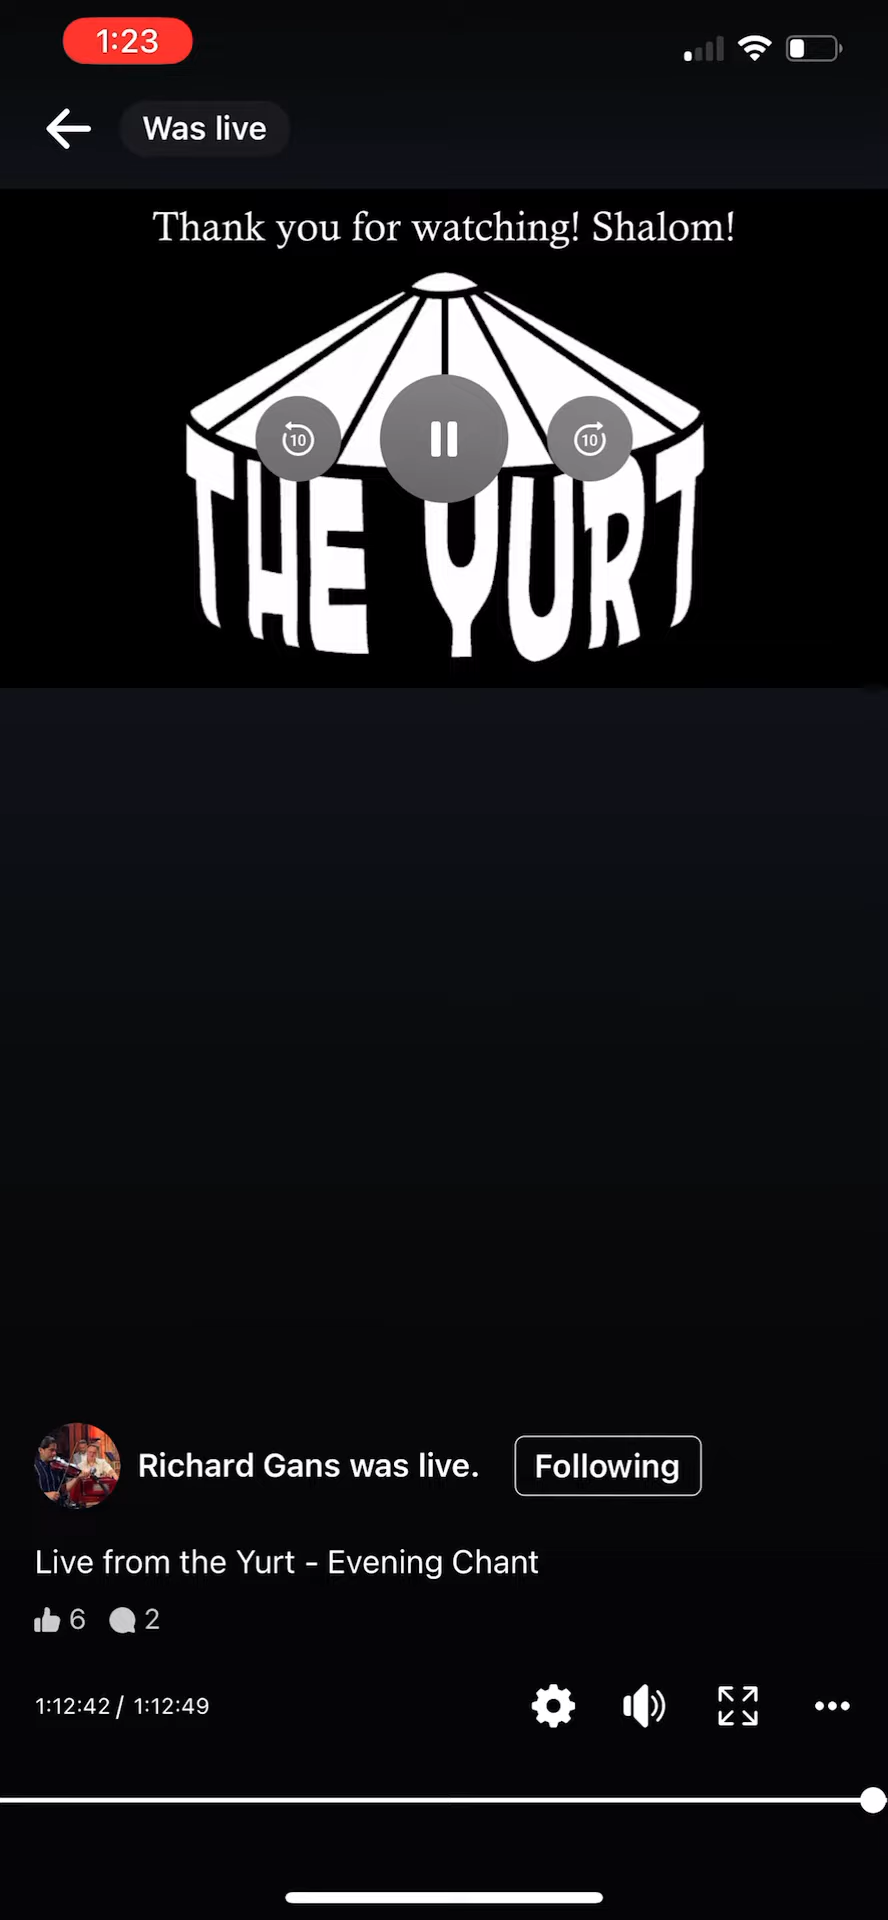 1:23
Was live
Thank you for watching! Shalom!
10
10
THE YURT
Richard Gans was live.
Following
Live from the Yurt - Evening Chant
6 2
1:12:42 / 1:12:49